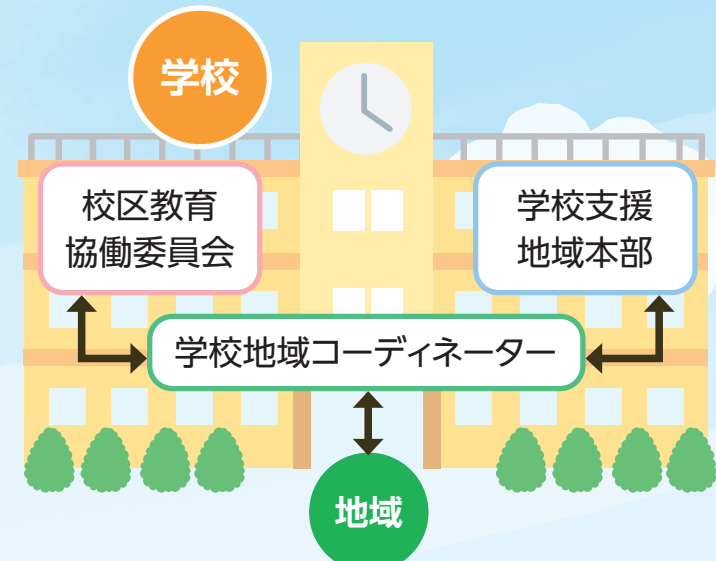 学校
校区教育
協働委員会
学校支援
地域本部
学校地域コーディネーター
地域